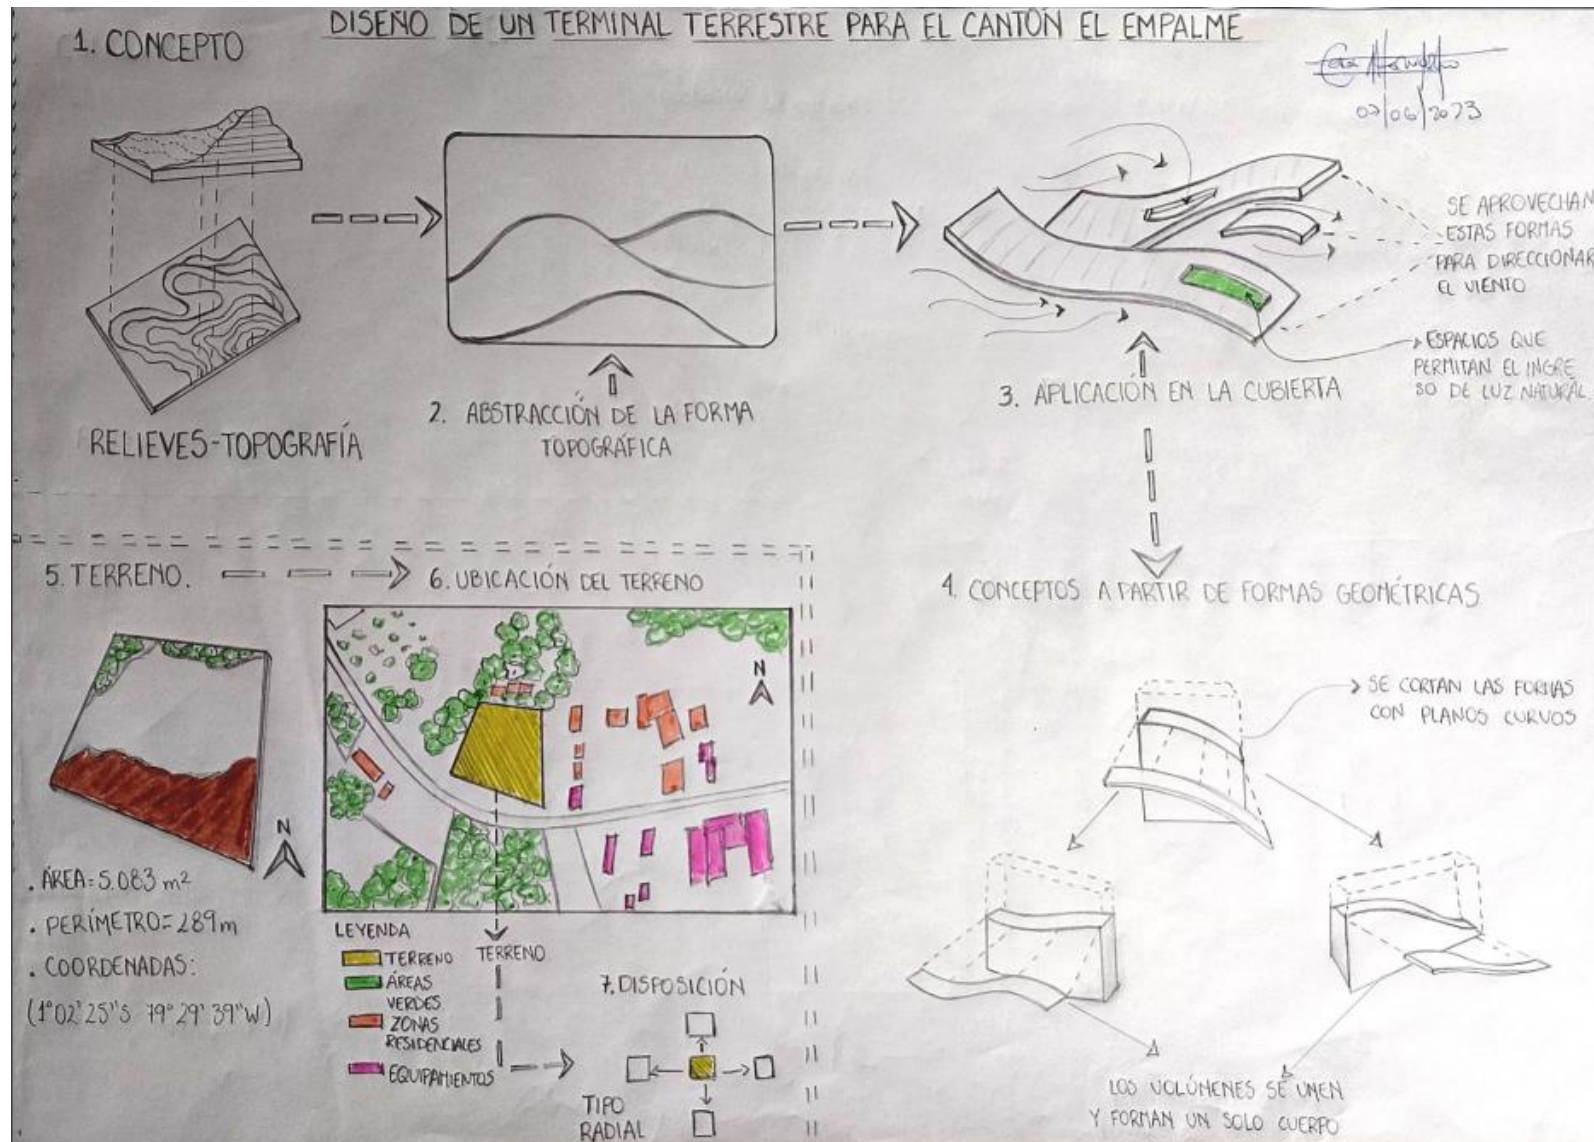 DISEÑO DE UN TERMINAL TERRESTRE PARA EL CANTÓN EL EMPALME
1. CONCEPTO
07/06/2023
RELIEVES-TOPOGRAFÍA
2. ABSTRACCIÓN DE LA FORMA
TOPOGRÁFICA
3. APLICACIÓN EN LA CUBIERTA
SE APROVECHAN
ESTAS FORMAS
PARA DIRECCIONAR
EL VIENTO
ESPACIOS QUE
PERMITAN EL INGRE
SO DE LUZ NATURAL.
4. CONCEPTOS A PARTIR DE FORMAS GEOMÉTRICAS
SE CORTAN LAS FORMAS
CON PLANOS CURVOS
LOS VOLÚMENES SE UNEN
Y FORMAN UN SOLO CUERPO
5. TERRENO.
N
. ÁREA=5.083 m²
. PERÍMETRO=289m
. COORDENADAS:
(1°02'25"S 79°29'39"W)
6. UBICACIÓN DEL TERRENO
N
LEYENDA
TERRENO
ÁREAS
VERDES
ZONAS
RESIDENCIALES
EQUIPAMIENTOS
TERRENO
7. DISPOSICIÓN
TIPO
RADIAL